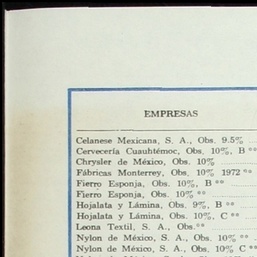 EMPRESAS
Celanese Mexicana, S. A., Obs. 9.5%
Cervecería Cuauhtémoc, Obs. 10%, B **
Chrysler de México, Obs. 10%
Fábricas Monterrey, Obs. 10% 1972 **
Fierro Esponja, Obs. 10%, B **
Fierro Esponja, Obs. 10% **
Hojalata y Lámina, Obs. 9%, B **
Hojalata y Lámina, Obs. 10%, C **
Leona Textil, S. A., Obs.**
Nylon de México, S. A., Obs. 10% **
Nylon de México, S. A., Obs. 10% C **